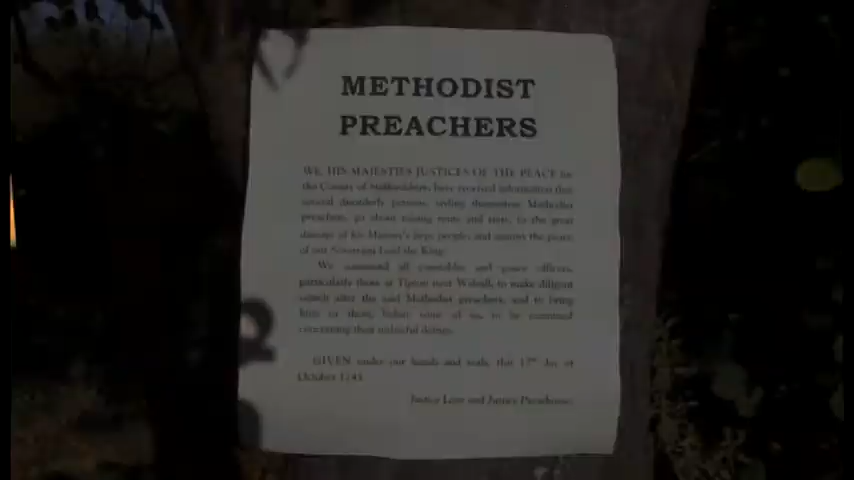 METHODIST
PREACHERS
WE, HIS MAJESTIES JUSTICES OF THE PEACE for
the County of Staffordshire, have received information that
several disorderly persons, styling themselves Methodist
preachers, go about raising routs and riots, to the great
damage of his Majesty's liege people, and against the peace
of our Sovereign Lord the King.
We command all constables and peace officers,
particularly those at Tipton near Walsall, to make diligent
search after the said Methodist preachers, and to bring
him or them, before some of us, to be examined
concerning their unlawful doings.
GIVEN under our hands and seals, this 12th day of
October 1743
Justice Lane and Justice Persehouse